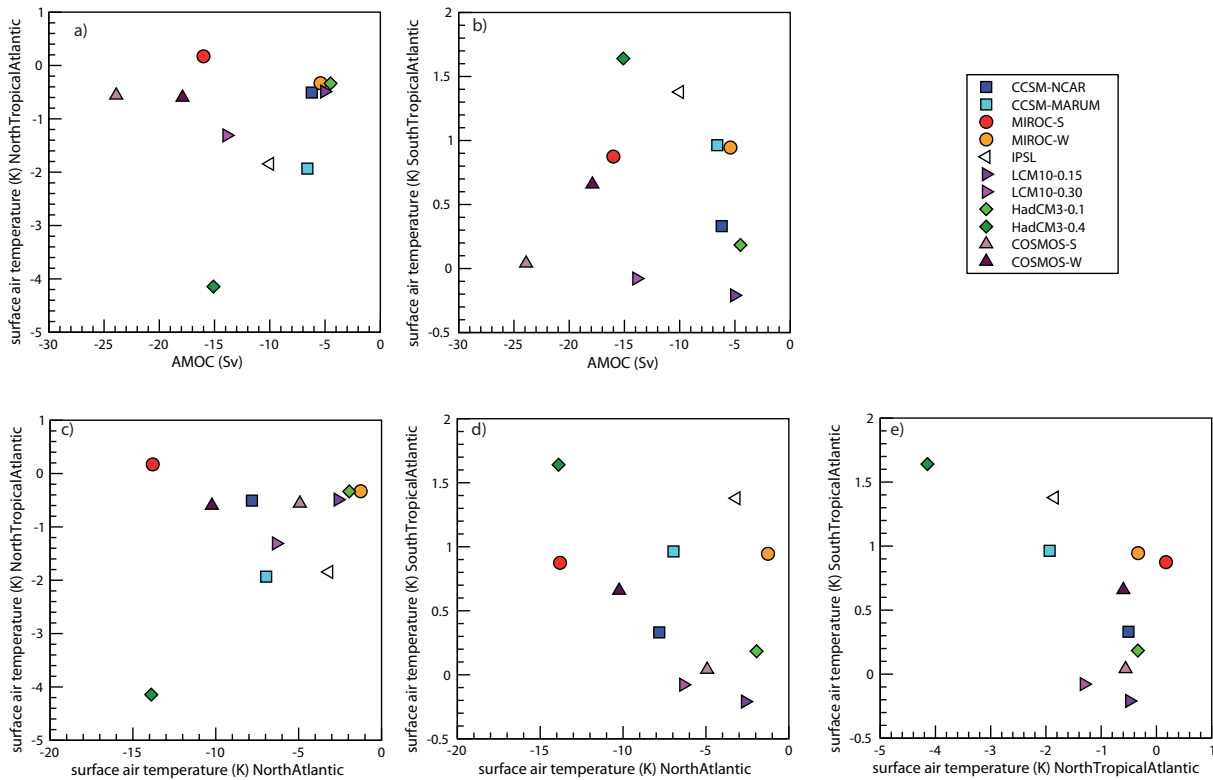 a)
surface air temperature (K) NorthTropicalAtlantic
1
0
-1
-2
-3
-4
-5
-30 -25 -20 -15 -10 -5 0
AMOC (Sv)
b)
surface air temperature (K) SouthTropicalAtlantic
2
1.5
1
0.5
0
0.5
-30 -25 -20 -15 -10 -5 0
AMOC (Sv)
CCSM-NCAR
CCSM-MARUM
MIROC-S
MIROC-W
IPSL
LCM10-0.15
LCM10-0.30
HadCM3-0.1
HadCM3-0.4
COSMOS-S
COSMOS-W
c)
surface air temperature (K) NorthTropicalAtlantic
1
0
-1
-2
-3
-4
-5
-20 -15 -10 -5 0
surface air temperature (K) NorthAtlantic
d)
surface air temperature (K) SouthTropicalAtlantic
2
1.5
1
0.5
0
-0.5
-20 -15 -10 -5 0
surface air temperature (K) NorthAtlantic
e)
surface air temperature (K) SouthTropicalAtlantic
2
1.5
1
0.5
0
-0.5
-5 -4 -3 -2 -1 0 1
surface air temperature (K) NorthTropicalAtlantic